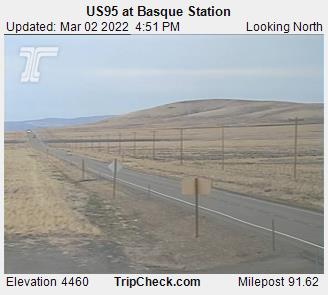 US95 at Basque Station
Updated: Mar 02 2022 4:51 PM Looking North
Elevation 4460 TripCheck.com Milepost 91.62